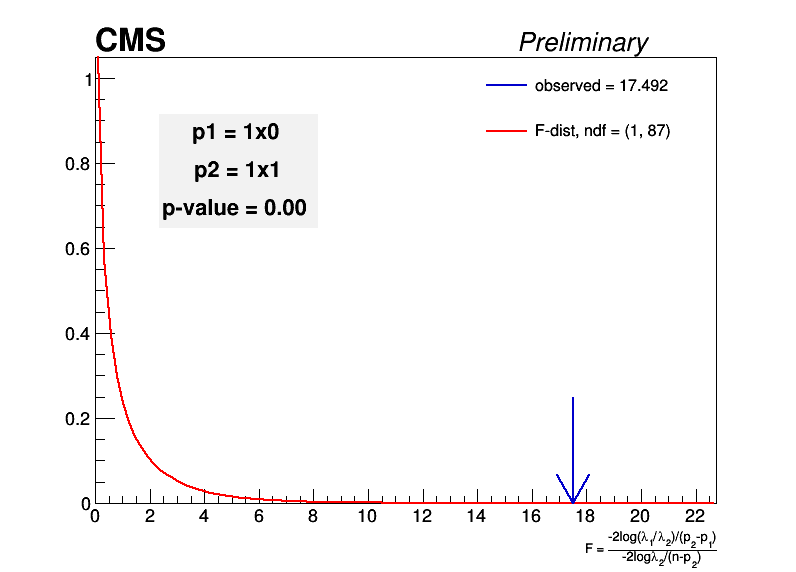 CMS Preliminary
observed = 17.492
F-dist, ndf = (1, 87)
p1 = 1x0
p2 = 1x1
p-value = 0.00
1
0.8
0.6
0.4
0.2
0
0 2 4 6 8 10 12 14 16 18 20 22
F = -2log(λ1/λ2)/(p2-p1)
-2logλ2/(n-p2)